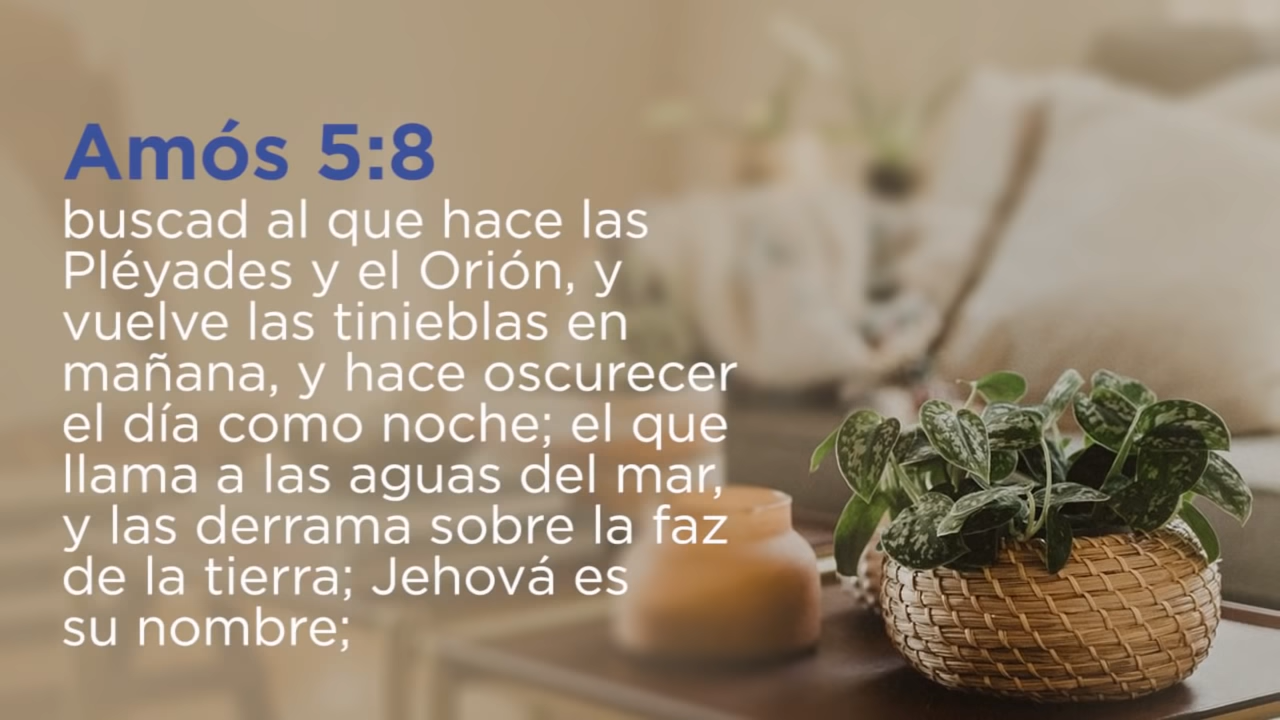 Amós 5:8
buscad al que hace las
Pléyades y el Orión, y
vuelve las tinieblas en
mañana, y hace oscurecer
el día como noche; el que
llama a las aguas del mar,
y las derrama sobre la faz
de la tierra; Jehová es
su nombre;